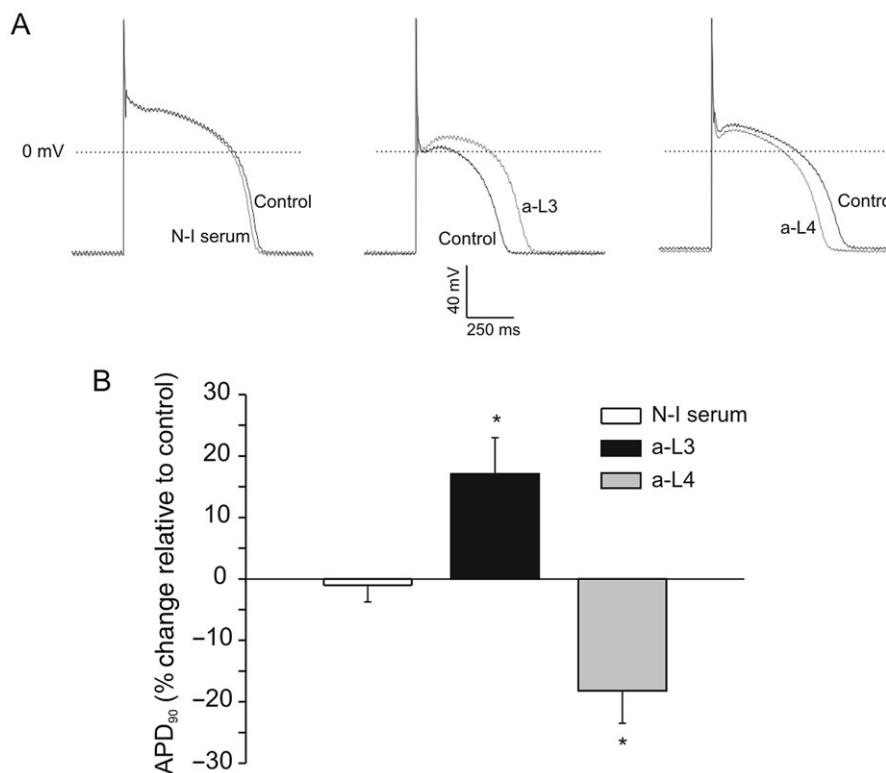 A
0 mV
Control
N-I serum
a-L3
Control
a-L4
Control
40 mV
250 ms
B
APD90 (% change relative to control)
30
20
10
0
–10
–20
–30
*
*
N-I serum
a-L3
a-L4